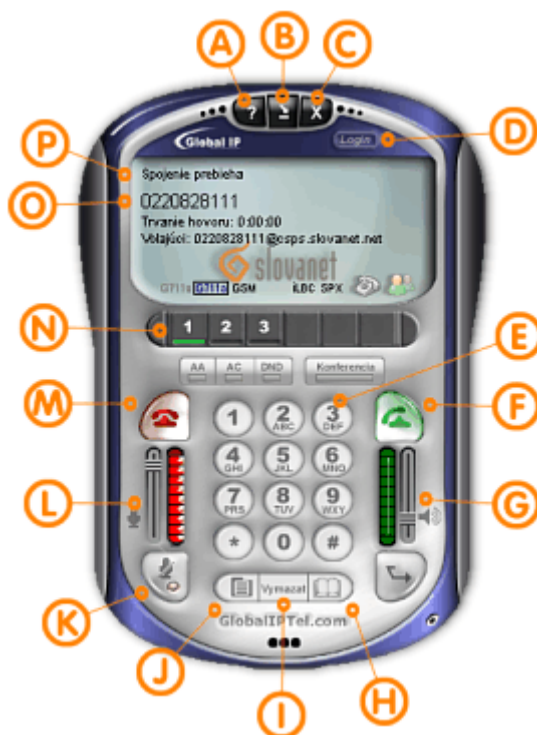 A
B
C
? X
D
Global IP
Login
P
Spojenie prebieha
O
0220828111
Trvanie hovoru: 0:00:00
Volajúci: 0220828111@csps.slovanet.net
slovanet
G711u G711a GSM iLBC SPX
N
1 2 3
E
AA AC DND Konferencia
M
F
1 2 ABC 3 DEF
4 GHI 5 JKL 6 MNO
L
G
7 PRS 8 TUV 9 WXY
* 0 #
K
Vymazat
J
GlobalIPTel.com
H
I